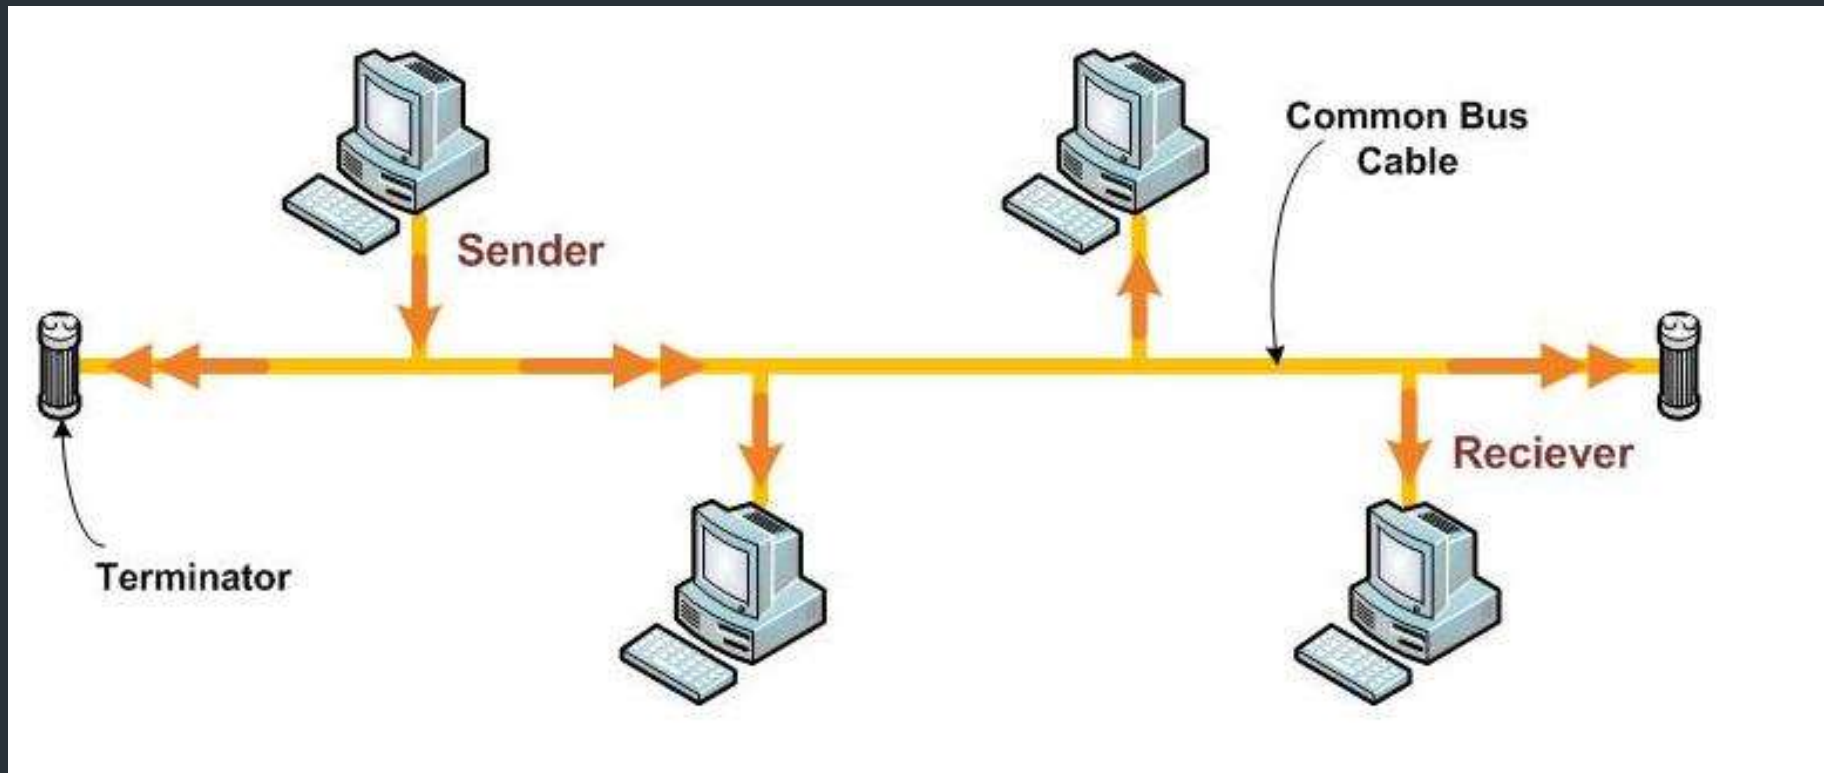 Common Bus
Cable
Sender
Reciever
Terminator